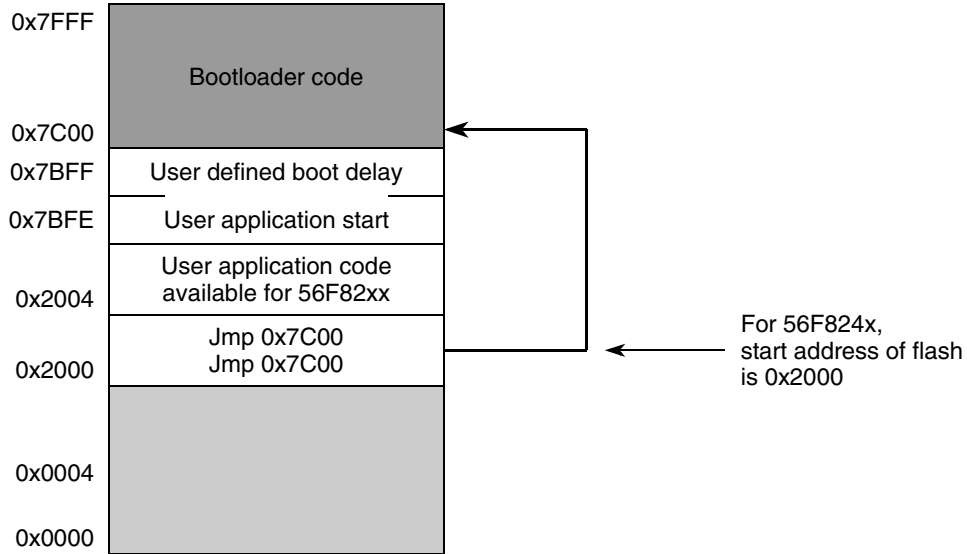 0x7FFF
Bootloader code
0x7C00
0x7BFF
User defined boot delay
0x7BFE
User application start
User application code
available for 56F82xx
0x2004
Jmp 0x7C00
Jmp 0x7C00
0x2000
For 56F824x,
start address of flash
is 0x2000
0x0004
0x0000